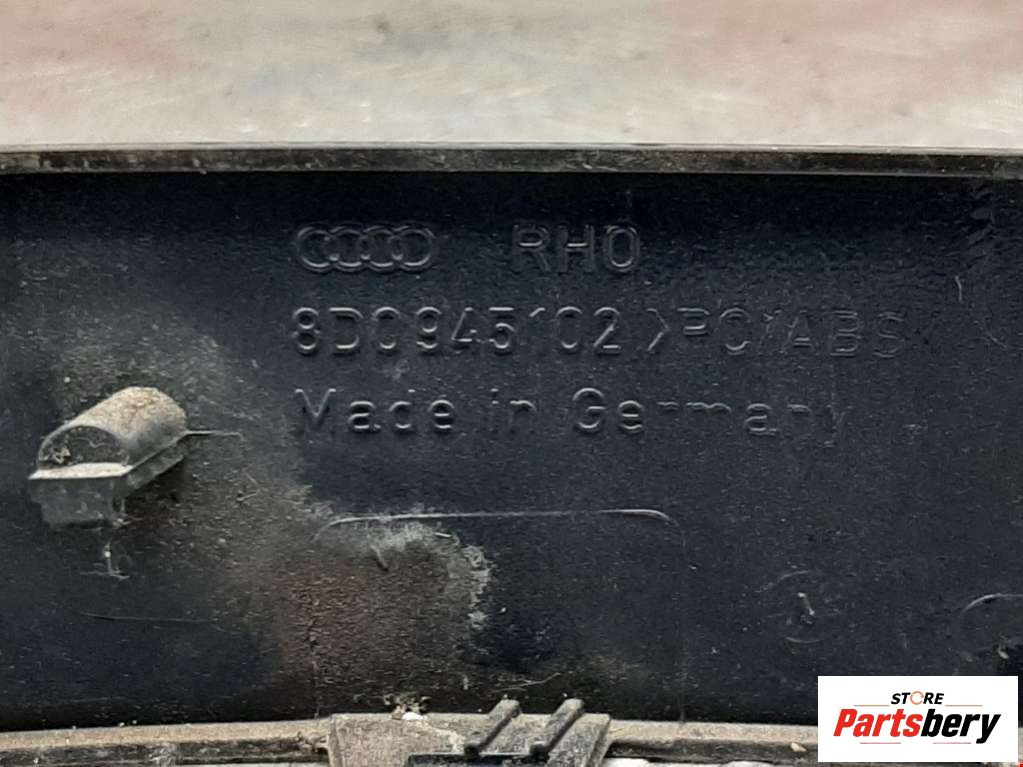 RHO
8D0945102 >PC/ABS
Made in Germany
STORE
Partsbery